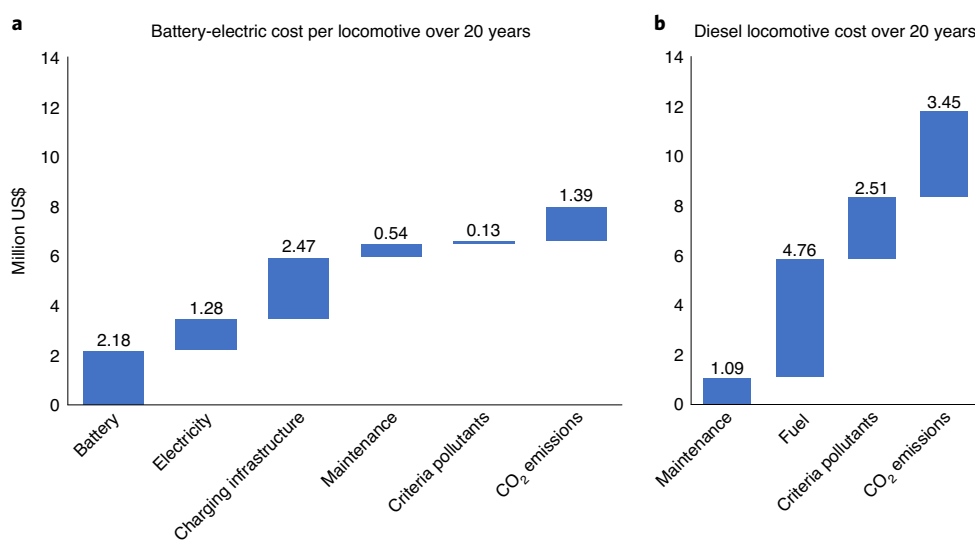 a
Battery-electric cost per locomotive over 20 years
Million US$
14
12
10
8
6
4
2
0
2.18
1.28
2.47
0.54
0.13
1.39
Battery
Electricity
Charging infrastructure
Maintenance
Criteria pollutants
CO₂ emissions
b
Diesel locomotive cost over 20 years
14
12
10
8
6
4
2
0
1.09
4.76
2.51
3.45
Maintenance
Fuel
Criteria pollutants
CO₂ emissions